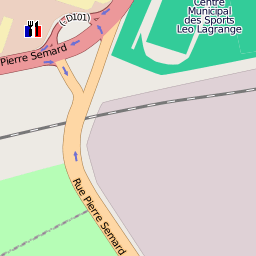 Centre
Municipal
des Sports
Leo Lagrange
(D101)
Pierre Semard
Rue Pierre Semard